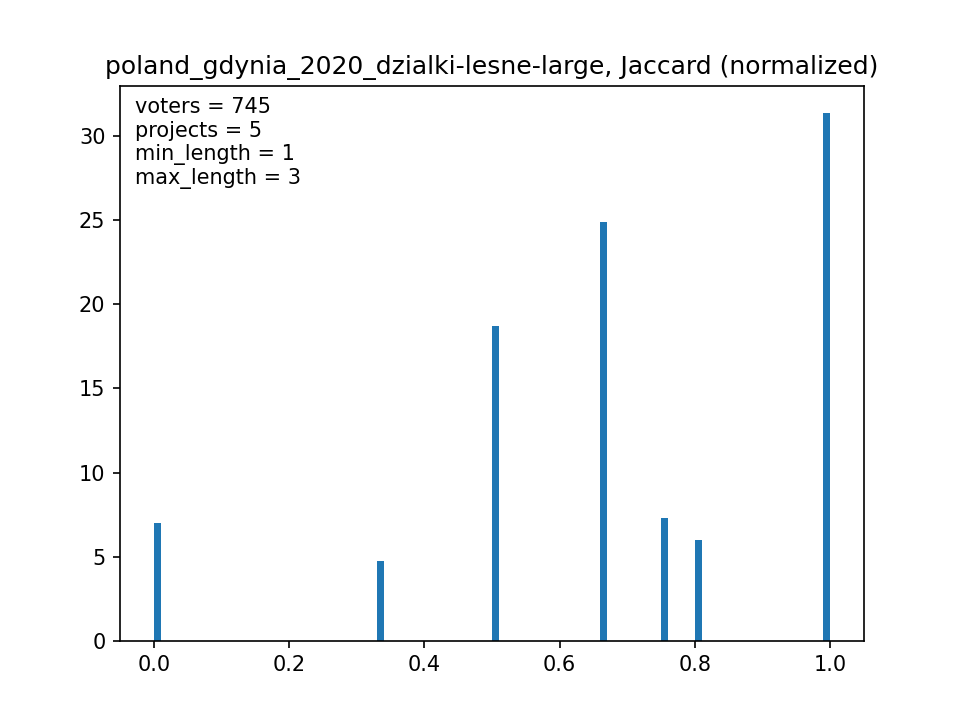 poland_gdynia_2020_dzialki-lesne-large, Jaccard (normalized)
voters = 745
projects = 5
min_length = 1
max_length = 3
30
25
20
15
10
5
0
0.0 0.2 0.4 0.6 0.8 1.0